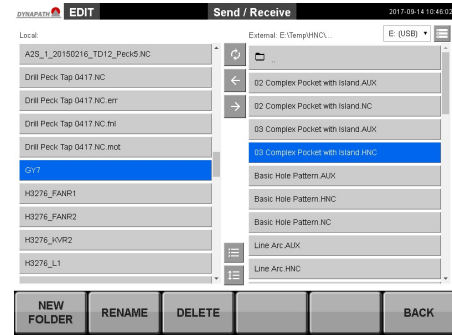 DYNAPATH EDIT Send / Receive 2017-09-14 10:46:02
Local: External: E:\Temp\HNC\... E: (USB)
A2S_1_20150216_TD12_Peck5.NC
Drill Peck Tap 0417.NC
Drill Peck Tap 0417.NC.err
Drill Peck Tap 0417.NC.fnl
Drill Peck Tap 0417.NC.mot
GY7
H3276_FANR1
H3276_FANR2
H3276_KVR2
H3276_L1
..
02 Complex Pocket with Island.AUX
02 Complex Pocket with Island.NC
03 Complex Pocket with Island.AUX
03 Complex Pocket with Island.HNC
Basic Hole Pattern.AUX
Basic Hole Pattern.HNC
Basic Hole Pattern.NC
Line Arc.AUX
Line Arc.HNC
NEW FOLDER
RENAME
DELETE
BACK